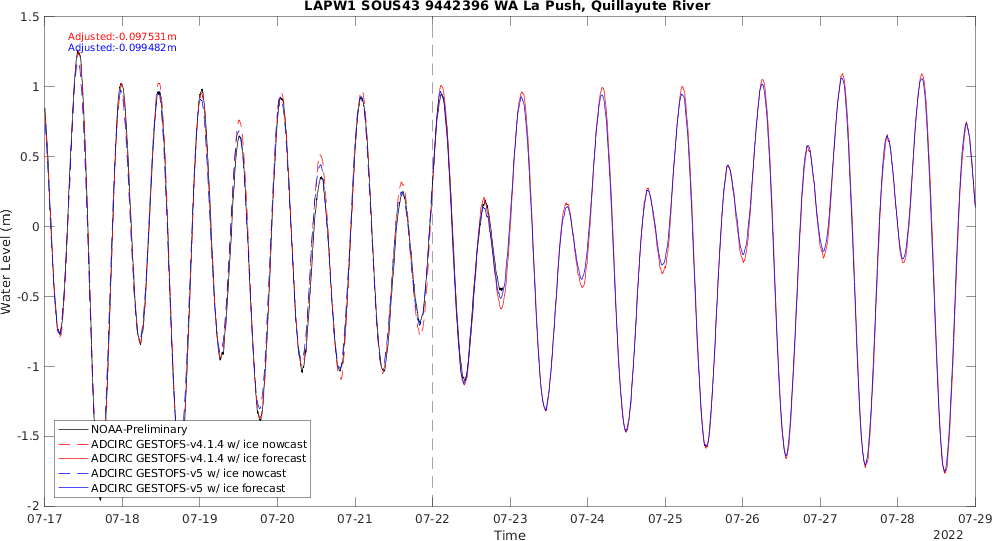 LAPW1 SOUS43 9442396 WA La Push, Quillayute River
Adjusted:-0.097531m
Adjusted:-0.099482m
1.5
1
0.5
0
-0.5
-1
-1.5
-2
Water Level (m)
NOAA-Preliminary
ADCIRC GESTOFS-v4.1.4 w/ ice nowcast
ADCIRC GESTOFS-v4.1.4 w/ ice forecast
ADCIRC GESTOFS-v5 w/ ice nowcast
ADCIRC GESTOFS-v5 w/ ice forecast
07-17 07-18 07-19 07-20 07-21 07-22 07-23 07-24 07-25 07-26 07-27 07-28 07-29
Time
2022